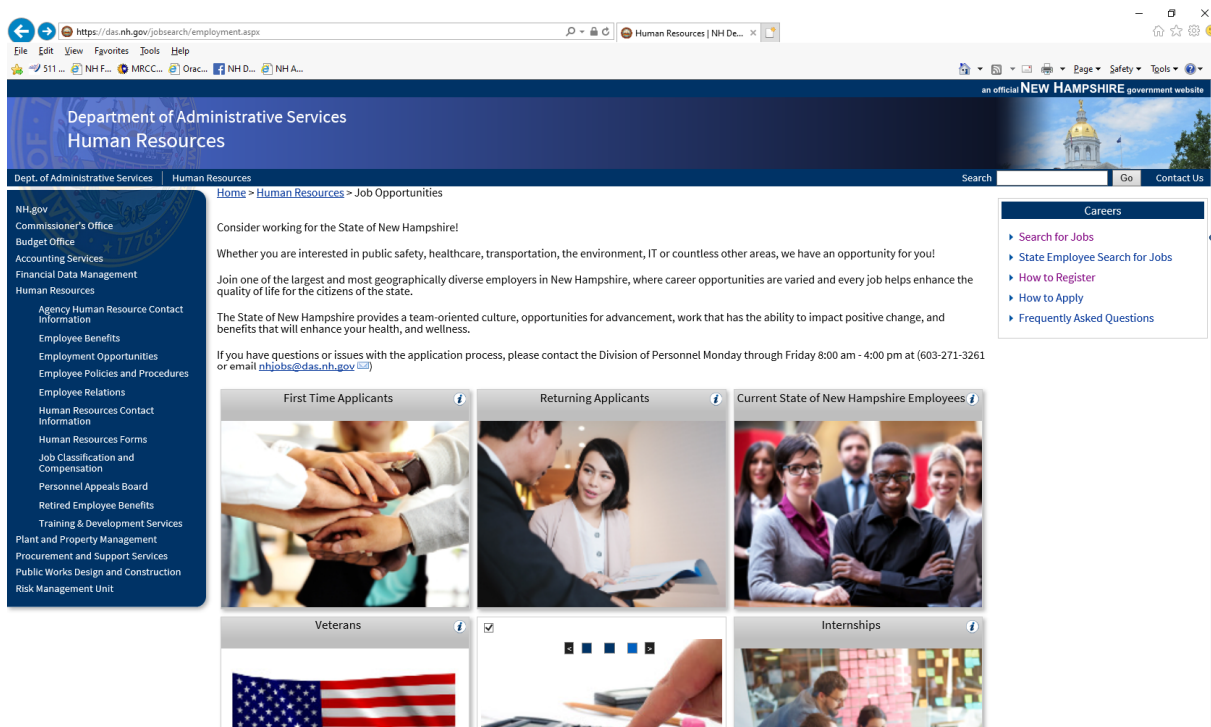 https://das.nh.gov/jobsearch/employment.aspx
Human Resources | NH De...
File Edit View Favorites Tools Help
511 ... NH F... MRCC... Orac... NH D... NH A...
Page Safety Tools
an official NEW HAMPSHIRE government website
Department of Administrative Services
Human Resources
Dept. of Administrative Services | Human Resources
Search Go Contact Us
Home > Human Resources > Job Opportunities
NH.gov
Commissioner's Office
Budget Office
Accounting Services
Financial Data Management
Human Resources
Agency Human Resource Contact
Information
Employee Benefits
Employment Opportunities
Employee Policies and Procedures
Employee Relations
Human Resources Contact
Information
Human Resources Forms
Job Classification and
Compensation
Personnel Appeals Board
Retired Employee Benefits
Training & Development Services
Plant and Property Management
Procurement and Support Services
Public Works Design and Construction
Risk Management Unit
1776
Consider working for the State of New Hampshire!
Whether you are interested in public safety, healthcare, transportation, the environment, IT or countless other areas, we have an opportunity for you!
Join one of the largest and most geographically diverse employers in New Hampshire, where career opportunities are varied and every job helps enhance the
quality of life for the citizens of the state.
The State of New Hampshire provides a team-oriented culture, opportunities for advancement, work that has the ability to impact positive change, and
benefits that will enhance your health, and wellness.
If you have questions or issues with the application process, please contact the Division of Personnel Monday through Friday 8:00 am - 4:00 pm at (603-271-3261
or email nhjobs@das.nh.gov)
Careers
Search for Jobs
State Employee Search for Jobs
How to Register
How to Apply
Frequently Asked Questions
First Time Applicants
Returning Applicants
Current State of New Hampshire Employees
Veterans
Internships